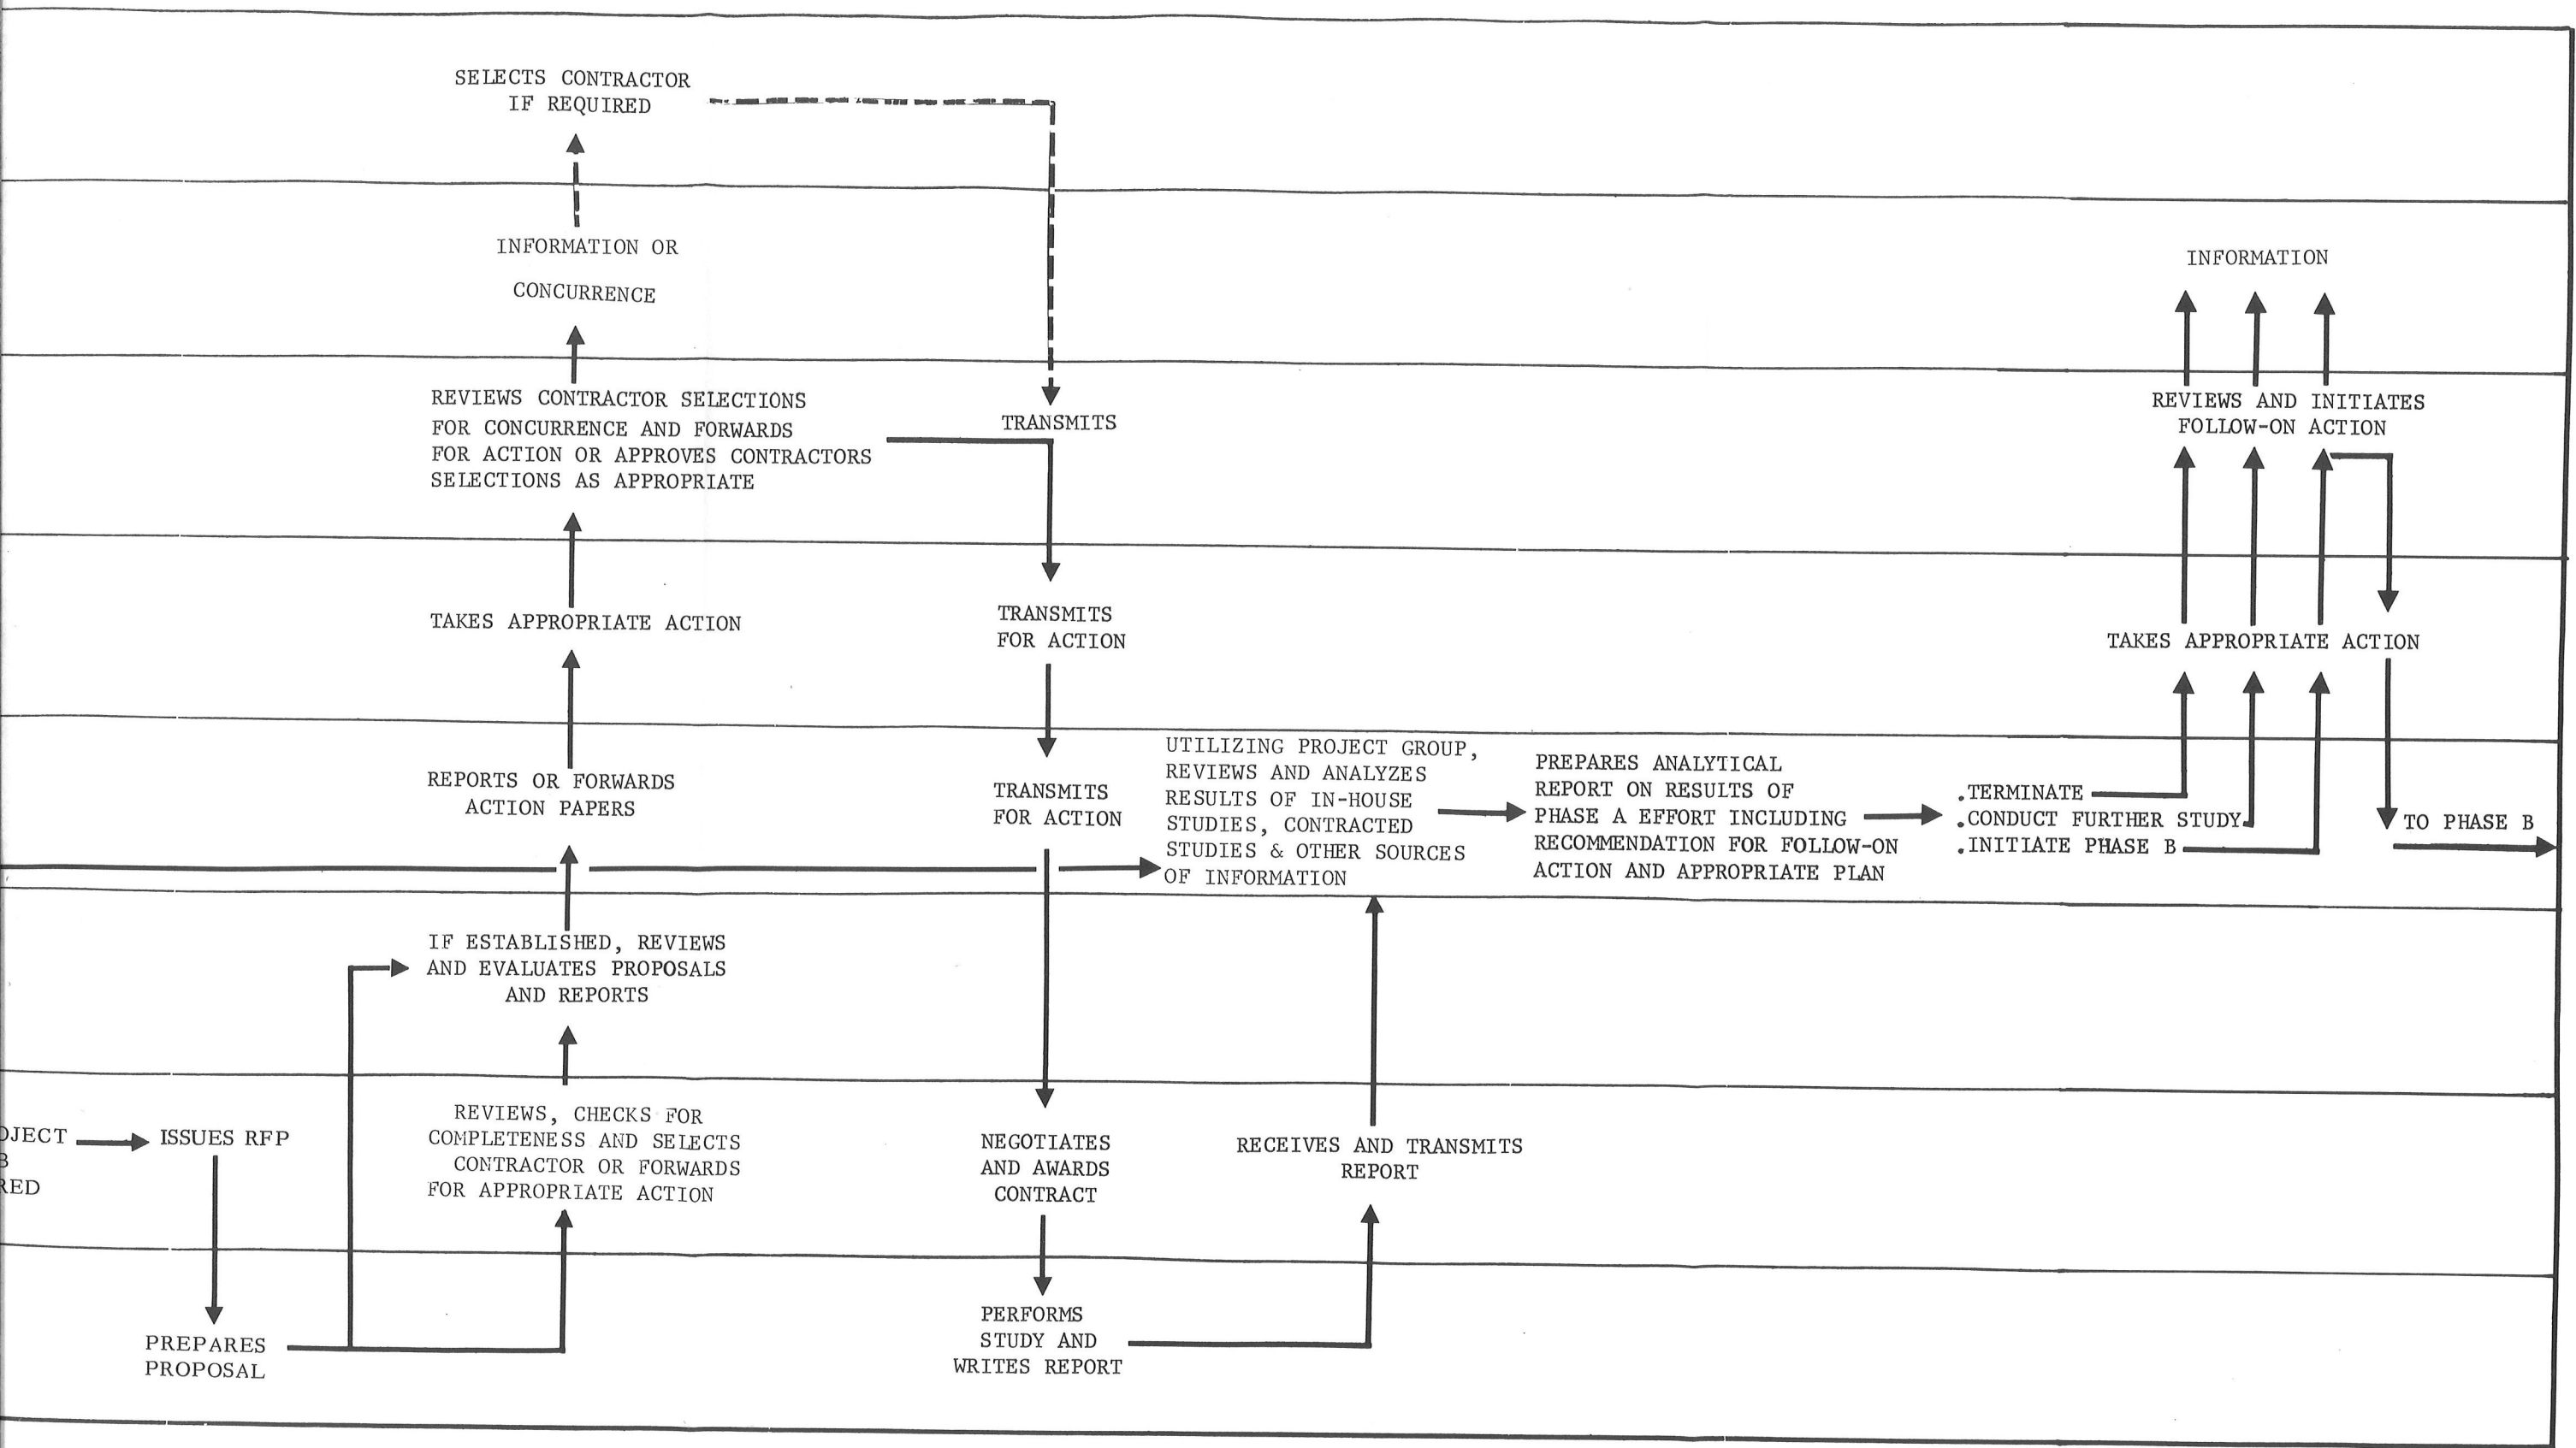 SELECTS CONTRACTOR
IF REQUIRED
INFORMATION OR
CONCURRENCE
INFORMATION
REVIEWS CONTRACTOR SELECTIONS
FOR CONCURRENCE AND FORWARDS
FOR ACTION OR APPROVES CONTRACTORS
SELECTIONS AS APPROPRIATE
TRANSMITS
REVIEWS AND INITIATES
FOLLOW-ON ACTION
TAKES APPROPRIATE ACTION
TRANSMITS
FOR ACTION
TAKES APPROPRIATE ACTION
REPORTS OR FORWARDS
ACTION PAPERS
TRANSMITS
FOR ACTION
UTILIZING PROJECT GROUP,
REVIEWS AND ANALYZES
RESULTS OF IN-HOUSE
STUDIES, CONTRACTED
STUDIES & OTHER SOURCES
OF INFORMATION
PREPARES ANALYTICAL
REPORT ON RESULTS OF
PHASE A EFFORT INCLUDING
RECOMMENDATION FOR FOLLOW-ON
ACTION AND APPROPRIATE PLAN
.TERMINATE
.CONDUCT FURTHER STUDY
.INITIATE PHASE B
TO PHASE B
IF ESTABLISHED, REVIEWS
AND EVALUATES PROPOSALS
AND REPORTS
OJECT
B
RED
ISSUES RFP
REVIEWS, CHECKS FOR
COMPLETENESS AND SELECTS
CONTRACTOR OR FORWARDS
FOR APPROPRIATE ACTION
NEGOTIATES
AND AWARDS
CONTRACT
RECEIVES AND TRANSMITS
REPORT
PREPARES
PROPOSAL
PERFORMS
STUDY AND
WRITES REPORT